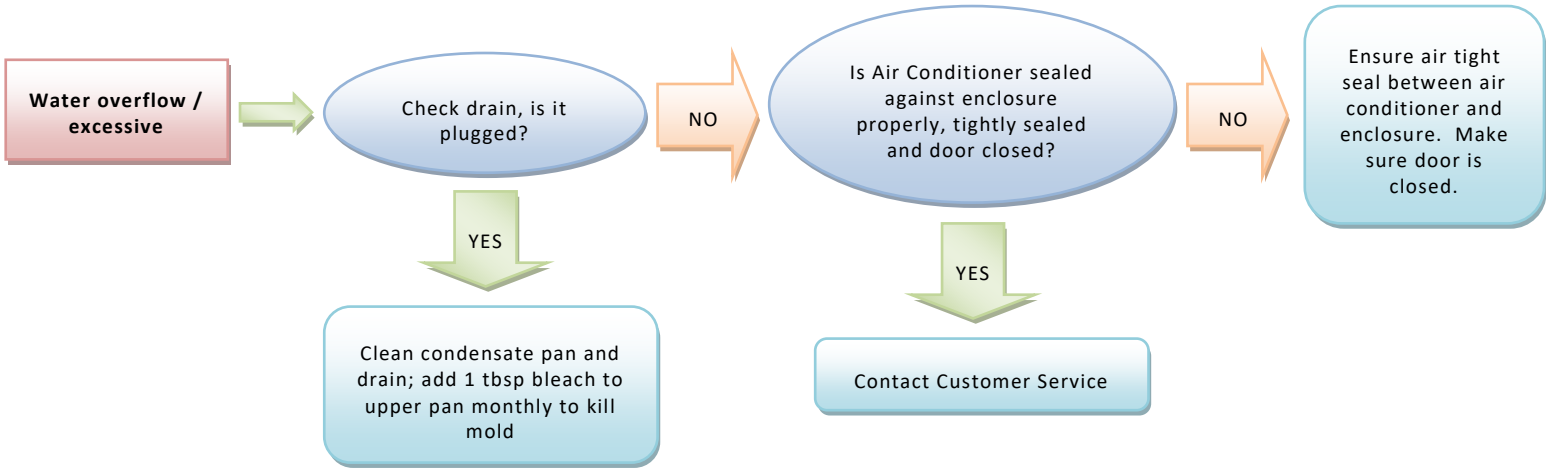 Water overflow /
excessive
Check drain, is it
plugged?
NO
Is Air Conditioner sealed
against enclosure
properly, tightly sealed
and door closed?
NO
Ensure air tight
seal between air
conditioner and
enclosure.  Make
sure door is
closed.
YES
Clean condensate pan and
drain; add 1 tbsp bleach to
upper pan monthly to kill
mold
YES
Contact Customer Service